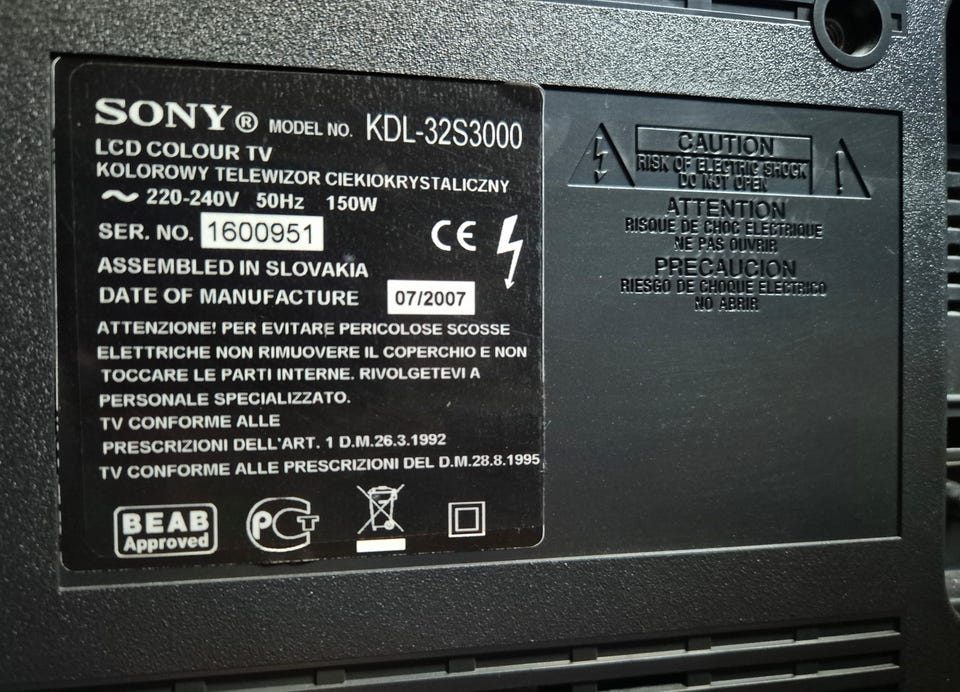 SONY® MODEL NO. KDL-32S3000
LCD COLOUR TV
KOLOROWY TELEWIZOR CIEKIOKRYSTALICZNY
~ 220-240V 50Hz 150W
SER. NO. 1600951
CE
ASSEMBLED IN SLOVAKIA
DATE OF MANUFACTURE 07/2007
ATTENZIONE! PER EVITARE PERICOLOSE SCOSSE
ELETTRICHE NON RIMUOVERE IL COPERCHIO E NON
TOCCARE LE PARTI INTERNE. RIVOLGETEVI A
PERSONALE SPECIALIZZATO.
TV CONFORME ALLE
PRESCRIZIONI DELL'ART. 1 D.M.26.3.1992
TV CONFORME ALLE PRESCRIZIONI DEL D.M.28.8.1995
BEAB
Approved
PCT
CAUTION
RISK OF ELECTRIC SHOCK
DO NOT OPEN
ATTENTION
RISQUE DE CHOC ELECTRIQUE
NE PAS OUVRIR
PRECAUCION
RIESGO DE CHOQUE ELECTRICO
NO ABRIR